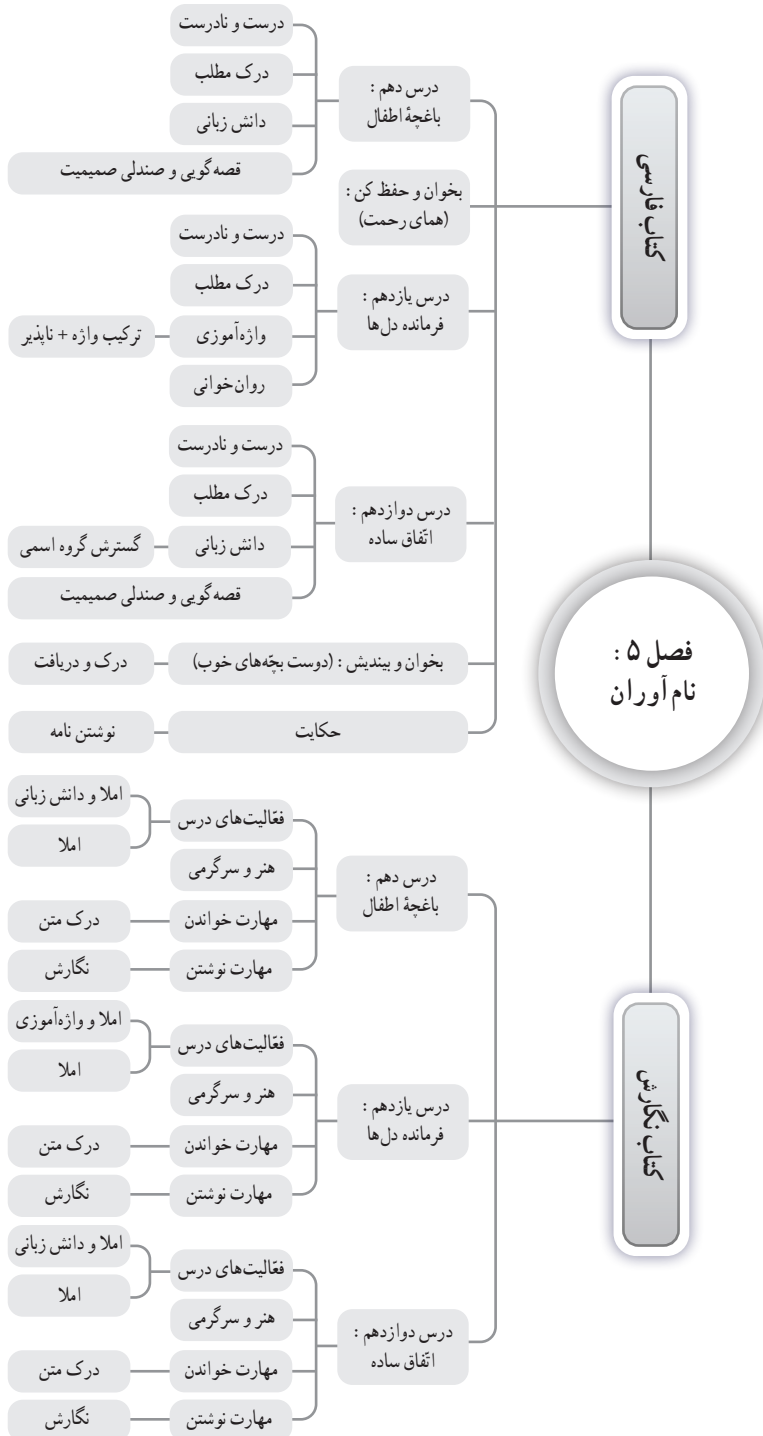 فصل ۵ :
نام‌آوران
کتاب فارسی
درس دهم :
باغچهٔ اطفال
درست و نادرست
درک مطلب
دانش زبانی
قصه‌گویی و صندلی صمیمیت
بخوان و حفظ کن :
(همای رحمت)
درس یازدهم :
فرمانده دل‌ها
درست و نادرست
درک مطلب
واژه‌آموزی
ترکیب واژه + ناپذیر
روان‌خوانی
درس دوازدهم :
اتّفاق ساده
درست و نادرست
درک مطلب
دانش زبانی
گسترش گروه اسمی
قصه‌گویی و صندلی صمیمیت
بخوان و بیندیش : (دوست بچّه‌های خوب)
درک و دریافت
حکایت
نوشتن نامه
کتاب نگارش
درس دهم :
باغچهٔ اطفال
فعّالیت‌های درس
املا و دانش زبانی
املا
هنر و سرگرمی
مهارت خواندن
درک متن
مهارت نوشتن
نگارش
درس یازدهم :
فرمانده دل‌ها
فعّالیت‌های درس
املا و واژه‌آموزی
املا
هنر و سرگرمی
مهارت خواندن
درک متن
مهارت نوشتن
نگارش
درس دوازدهم :
اتّفاق ساده
فعّالیت‌های درس
املا و دانش زبانی
املا
هنر و سرگرمی
مهارت خواندن
درک متن
مهارت نوشتن
نگارش